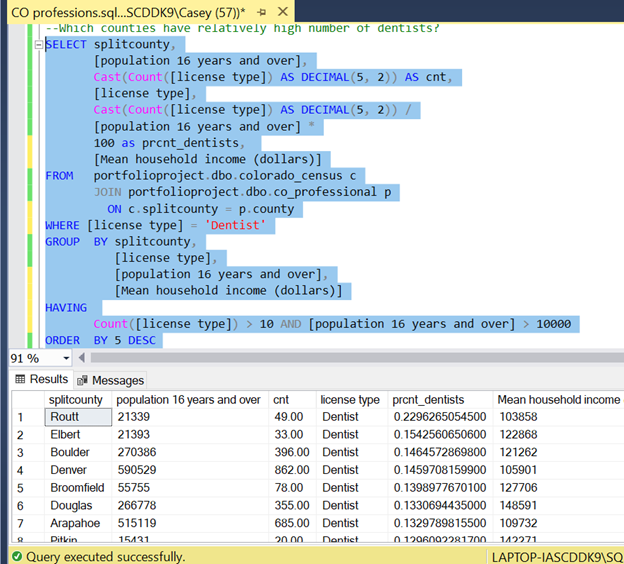 CO professions.sql...SCDDK9\Casey (57))*
--Which counties have relatively high number of dentists?
SELECT splitcounty,
[population 16 years and over],
Cast(Count([license type]) AS DECIMAL(5, 2)) AS cnt,
[license type],
Cast(Count([license type]) AS DECIMAL(5, 2)) /
[population 16 years and over] *
100 as prcnt_dentists,
[Mean household income (dollars)]
FROM portfolioproject.dbo.colorado_census c
JOIN portfolioproject.dbo.co_professional p
ON c.splitcounty = p.county
WHERE [license type] = 'Dentist'
GROUP BY splitcounty,
[license type],
[population 16 years and over],
[Mean household income (dollars)]
HAVING
Count([license type]) > 10 AND [population 16 years and over] > 10000
ORDER BY 5 DESC
91 %
Results Messages
splitcounty population 16 years and over cnt license type prcnt_dentists Mean household income
1 Routt 21339 49.00 Dentist 0.2296265054500 103858
2 Elbert 21393 33.00 Dentist 0.1542560650600 122868
3 Boulder 270386 396.00 Dentist 0.1464572869800 121262
4 Denver 590529 862.00 Dentist 0.1459708159900 105901
5 Broomfield 55755 78.00 Dentist 0.1398977670100 127706
6 Douglas 266778 355.00 Dentist 0.1330694435000 148591
7 Arapahoe 515119 685.00 Dentist 0.1329789815500 109732
8 Pitkin 15431 20.00 Dentist 0.1296092281700 142271
Query executed successfully. LAPTOP-IASCDDK9\SQ